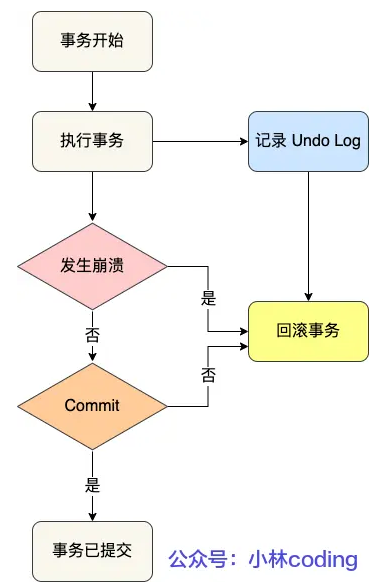 事务开始
执行事务
记录 Undo Log
发生崩溃
是
否
回滚事务
Commit
否
是
事务已提交
公众号：小林coding